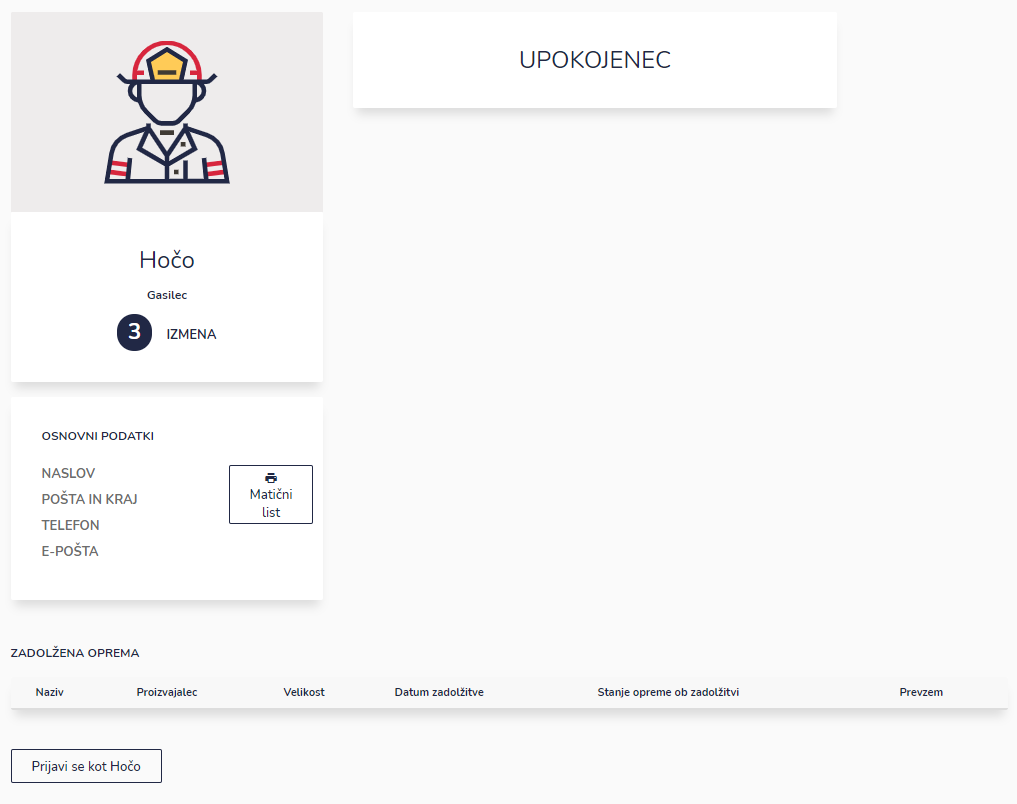 UPOKOJENEC
Hočo
Gasilec
3 IZMENA
OSNOVNI PODATKI
NASLOV
POŠTA IN KRAJ
TELEFON
E-POŠTA
Matični
list
ZADOLŽENA OPREMA
Naziv Proizvajalec Velikost Datum zadolžitve Stanje opreme ob zadolžitvi Prevzem
Prijavi se kot Hočo